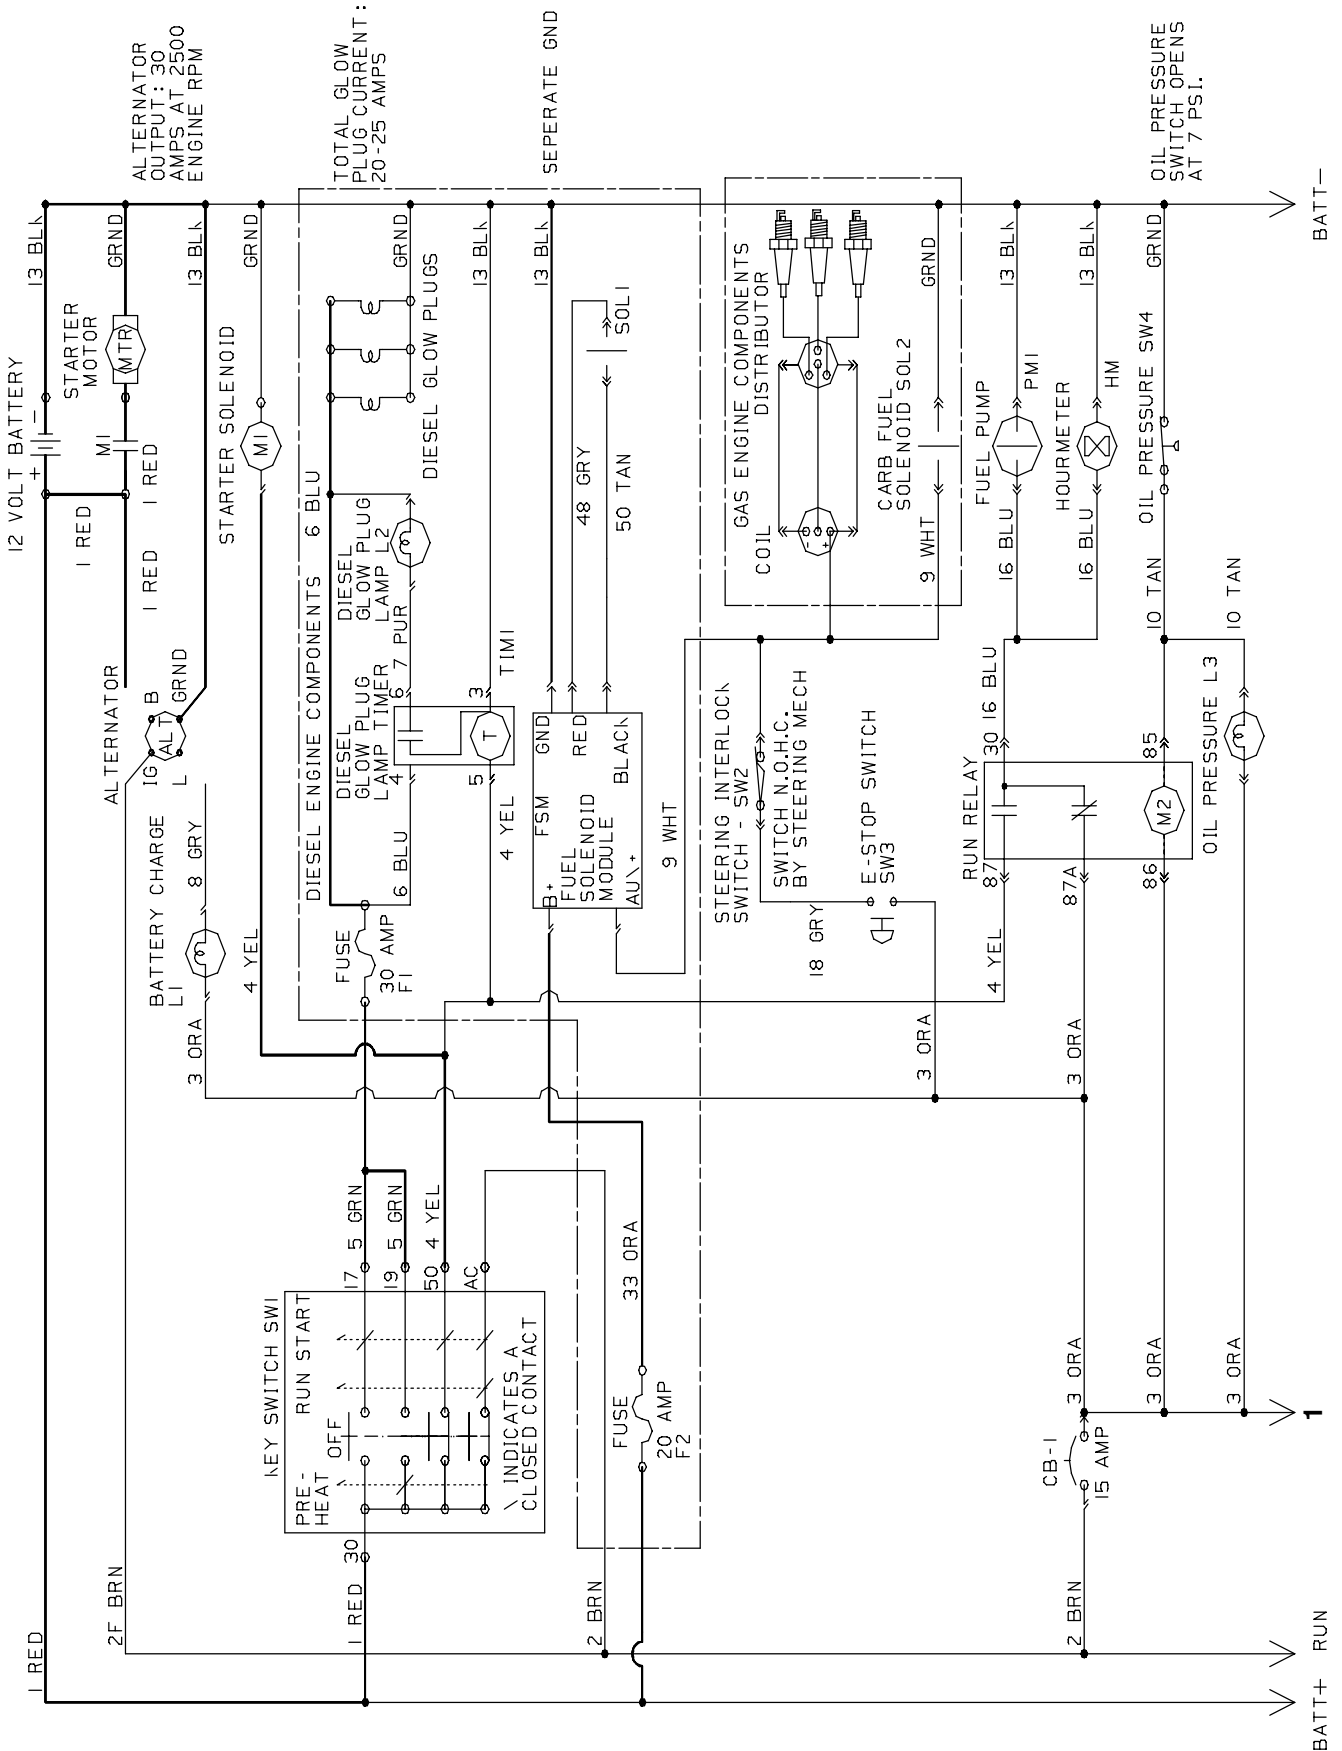 12 VOLT BATTERY
+
-
1 RED
1 RED
13 BLK
STARTER
MOTOR
M1
MTR
GRND
1 RED
1 RED
2F BRN
ALTERNATOR
IG
B
L
ALT
GRND
13 BLK
ALTERNATOR
OUTPUT: 30
AMPS AT 2500
ENGINE RPM
BATTERY CHARGE
L1
3 ORA
8 GRY
STARTER SOLENOID
4 YEL
M1
GRND
KEY SWITCH SW1
PRE-
HEAT
OFF
RUN START
\ INDICATES A
CLOSED CONTACT
30
1 RED
17
5 GRN
19
5 GRN
50
4 YEL
AC
2 BRN
DIESEL ENGINE COMPONENTS
FUSE
30 AMP
F1
6 BLU
6 BLU
DIESEL
GLOW PLUG
LAMP TIMER
4
6
7 PUR
DIESEL
GLOW PLUG
LAMP L2
DIESEL GLOW PLUGS
GRND
TOTAL GLOW
PLUG CURRENT:
20-25 AMPS
4 YEL
5
T
3
TIM1
13 BLK
B+
FSM
GND
FUEL
SOLENOID
MODULE
RED
AUX+
BLACK
48 GRY
50 TAN
SOL1
13 BLK
SEPERATE GND
33 ORA
FUSE
20 AMP
F2
9 WHT
GAS ENGINE COMPONENTS
DISTRIBUTOR
COIL
-
+
CARB FUEL
SOLENOID SOL2
9 WHT
GRND
STEERING INTERLOCK
SWITCH - SW2
SWITCH N.O.H.C.
BY STEERING MECH
18 GRY
E-STOP SWITCH
SW3
3 ORA
FUEL PUMP
16 BLU
PM1
13 BLK
HOURMETER
16 BLU
HM
13 BLK
RUN RELAY
4 YEL
87
30
16 BLU
3 ORA
87A
86
M2
85
10 TAN
OIL PRESSURE SW4
GRND
OIL PRESSURE
SWITCH OPENS
AT 7 PSI.
OIL PRESSURE L3
10 TAN
CB-1
15 AMP
2 BRN
3 ORA
3 ORA
3 ORA
BATT+
RUN
1
BATT-